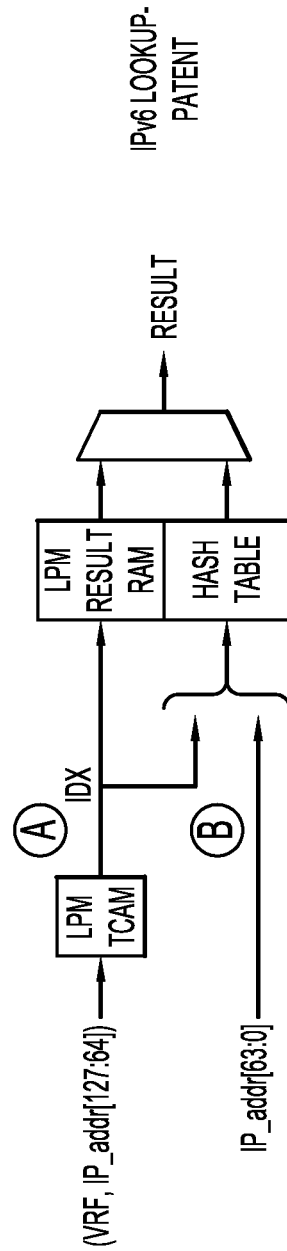 (VRF, IP_addr[127:64])
LPM
TCAM
A
IDX
LPM
RESULT
RAM
B
IP_addr[63:0]
HASH
TABLE
RESULT
IPv6 LOOKUP-
PATENT